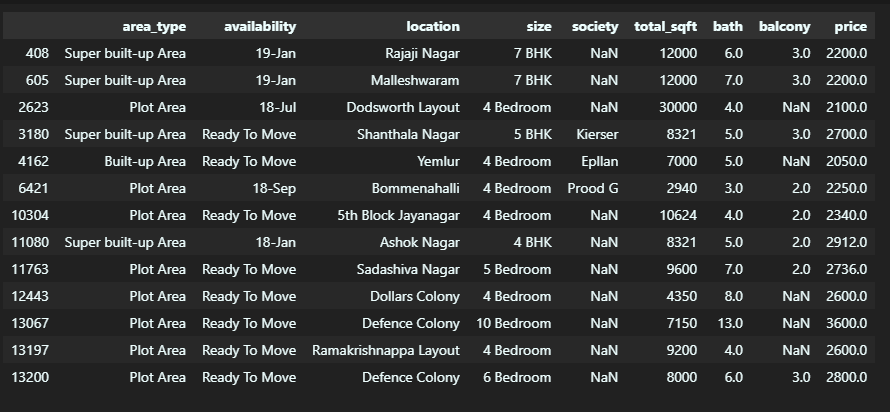 area_type availability location size society total_sqft bath balcony price
408 Super built-up Area 19-Jan Rajaji Nagar 7 BHK NaN 12000 6.0 3.0 2200.0
605 Super built-up Area 19-Jan Malleshwaram 7 BHK NaN 12000 7.0 3.0 2200.0
2623 Plot Area 18-Jul Dodsworth Layout 4 Bedroom NaN 30000 4.0 NaN 2100.0
3180 Super built-up Area Ready To Move Shanthala Nagar 5 BHK Kierser 8321 5.0 3.0 2700.0
4162 Built-up Area Ready To Move Yemlur 4 Bedroom Epllan 7000 5.0 NaN 2050.0
6421 Plot Area 18-Sep Bommenahalli 4 Bedroom Prood G 2940 3.0 2.0 2250.0
10304 Plot Area Ready To Move 5th Block Jayanagar 4 Bedroom NaN 10624 4.0 2.0 2340.0
11080 Super built-up Area 18-Jan Ashok Nagar 4 BHK NaN 8321 5.0 2.0 2912.0
11763 Plot Area Ready To Move Sadashiva Nagar 5 Bedroom NaN 9600 7.0 2.0 2736.0
12443 Plot Area Ready To Move Dollars Colony 4 Bedroom NaN 4350 8.0 NaN 2600.0
13067 Plot Area Ready To Move Defence Colony 10 Bedroom NaN 7150 13.0 NaN 3600.0
13197 Plot Area Ready To Move Ramakrishnappa Layout 4 Bedroom NaN 9200 4.0 NaN 2600.0
13200 Plot Area Ready To Move Defence Colony 6 Bedroom NaN 8000 6.0 3.0 2800.0